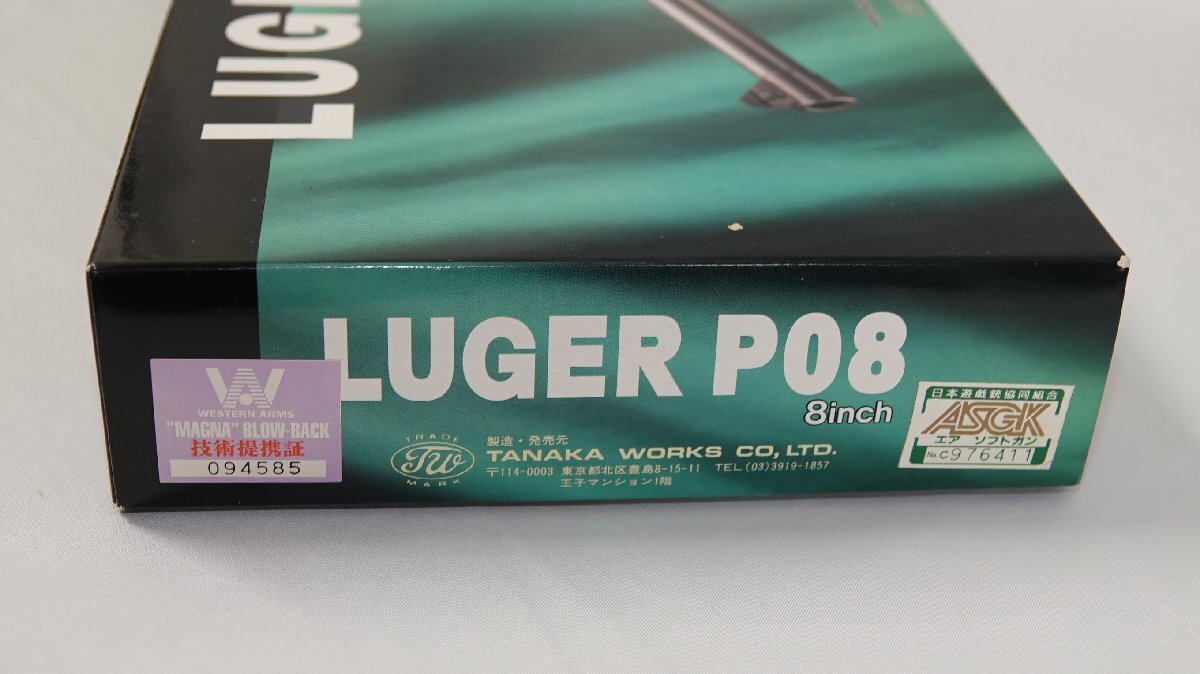 LUGE
LUGER P08
8inch
WESTERN ARMS
"MAGNA" BLOW-BACK
技術提携証
094585
TRADE
TW
MARK
製造・発売元
TANAKA WORKS CO,LTD.
〒114-0003 東京都北区豊島8-15-11 TEL(03)3919-1857
王子マンション1階
日本遊戯銃協同組合
ASGK
エア ソフトガン
No.C976411